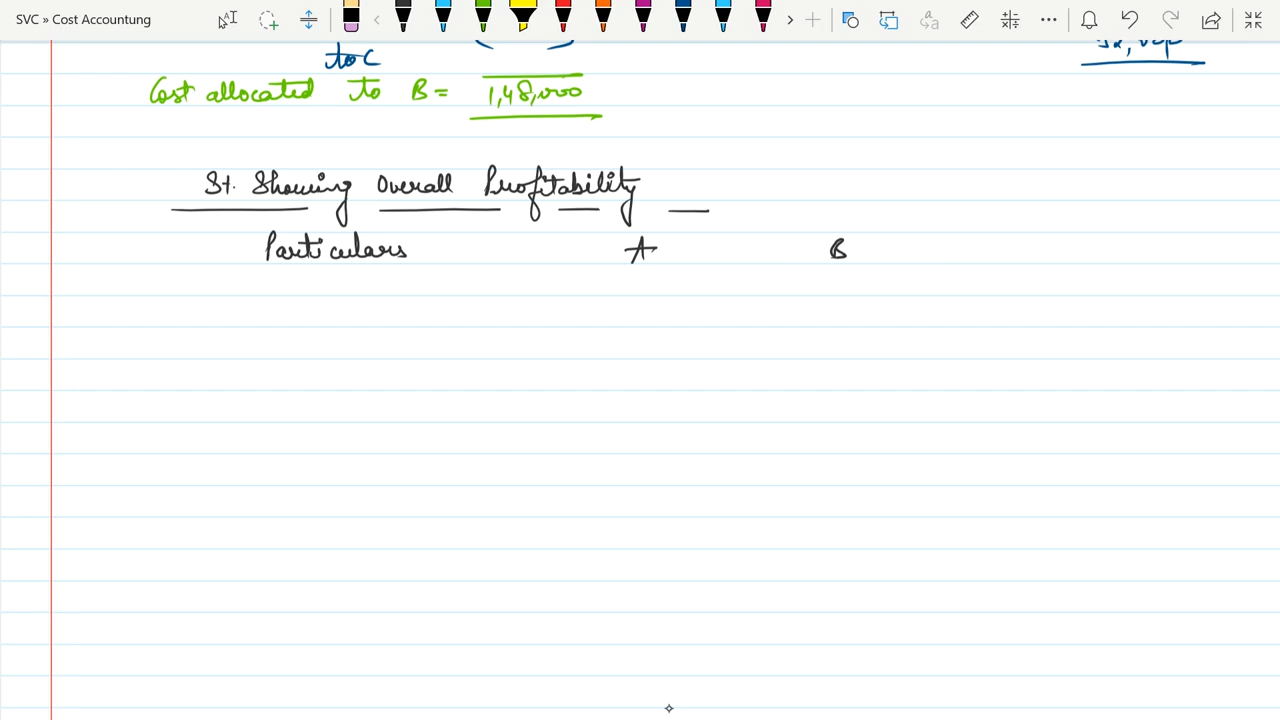 SVC » Cost Accountung
to C
Cost allocated to B = 1,48,000
St. Showing Overall Profitability
Particulars A B